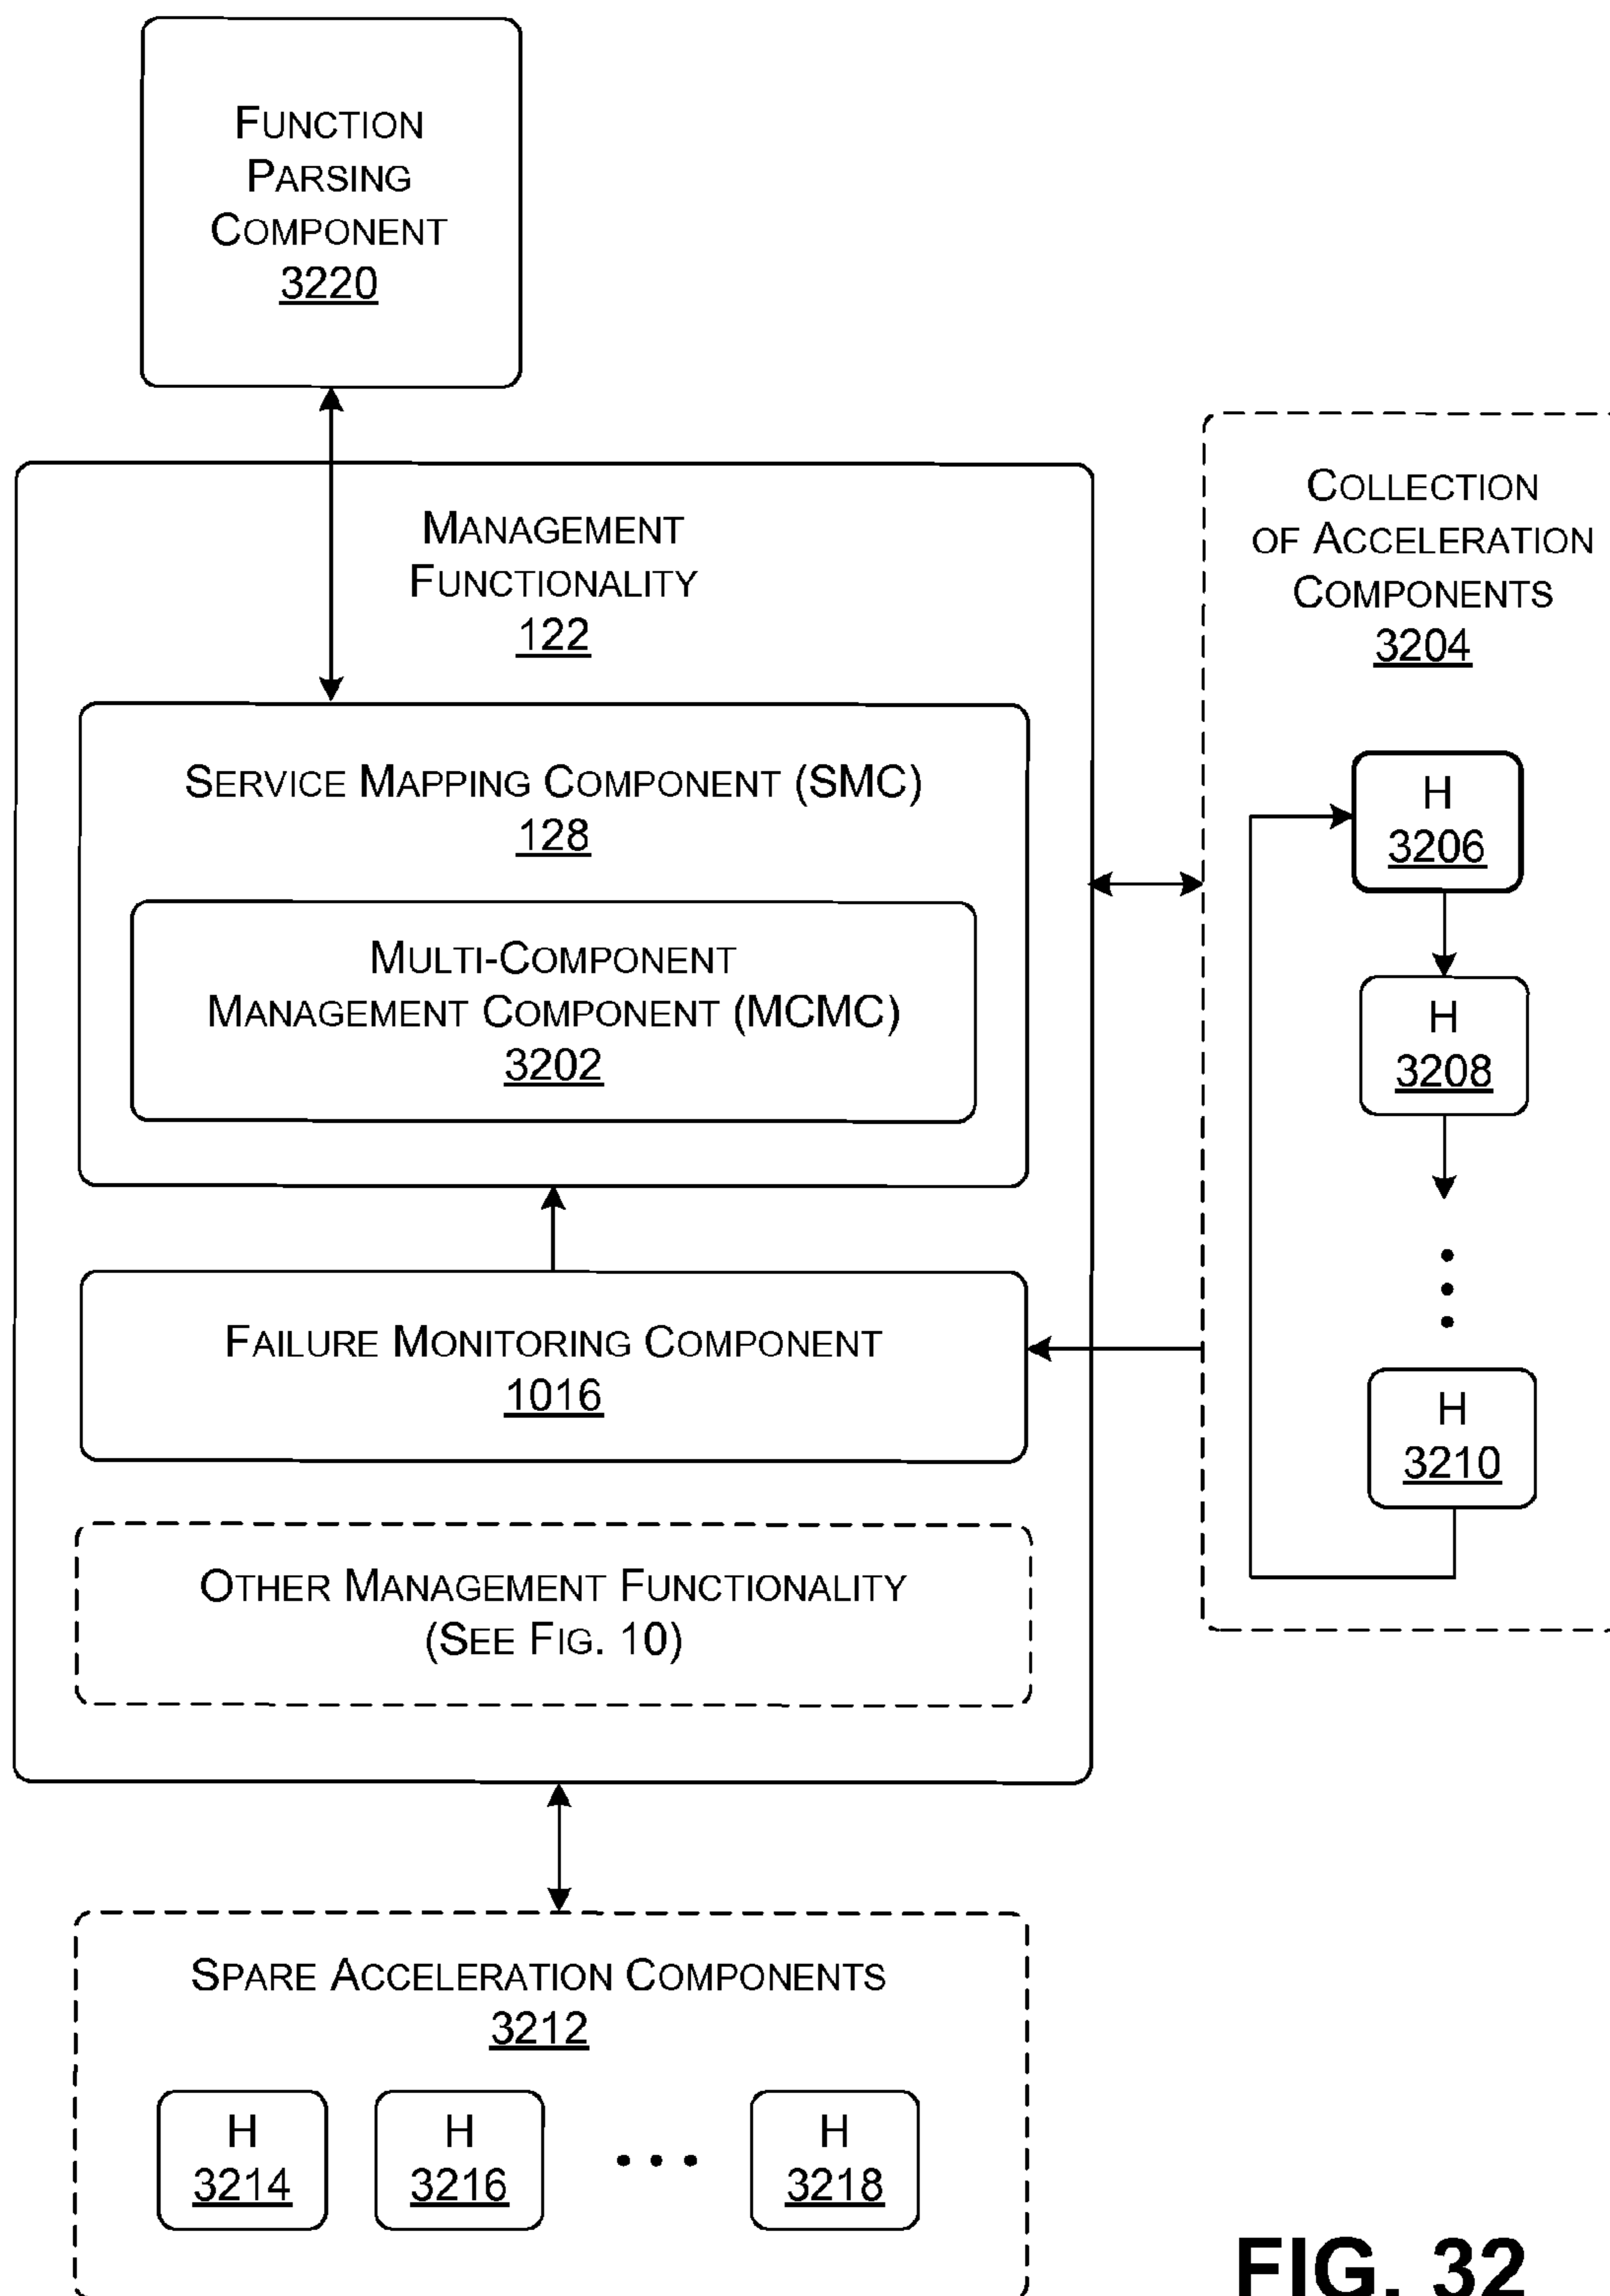 FUNCTION
PARSING
COMPONENT
3220
MANAGEMENT
FUNCTIONALITY
122
SERVICE MAPPING COMPONENT (SMC)
128
MULTI-COMPONENT
MANAGEMENT COMPONENT (MCMC)
3202
FAILURE MONITORING COMPONENT
1016
OTHER MANAGEMENT FUNCTIONALITY
(SEE FIG. 10)
COLLECTION
OF ACCELERATION
COMPONENTS
3204
H
3206
H
3208
H
3210
SPARE ACCELERATION COMPONENTS
3212
H
3214
H
3216
H
3218
FIG. 32